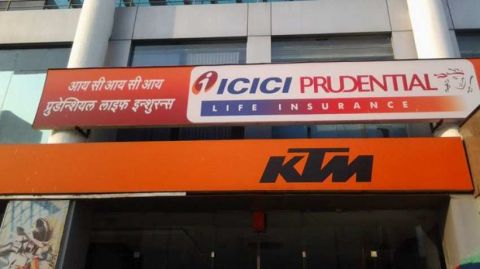 आय सी आय सी आय
प्रुडेन्शियल लाइफ इन्शुरन्स
ICICI PRUDENTIAL
LIFE INSURANCE
KTM